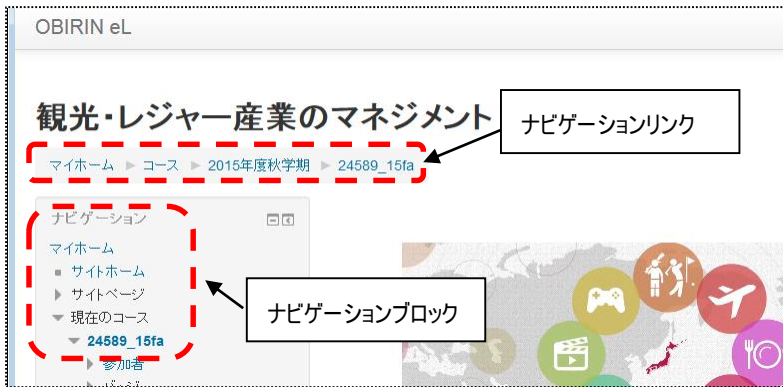 OBIRIN eL
観光・レジャー産業のマネジメント
ナビゲーションリンク
マイホーム ▶ コース ▶ 2015年度秋学期 ▶ 24589_15fa
ナビゲーション
マイホーム
サイトホーム
サイトページ
現在のコース
ナビゲーションブロック
24589_15fa
参加者